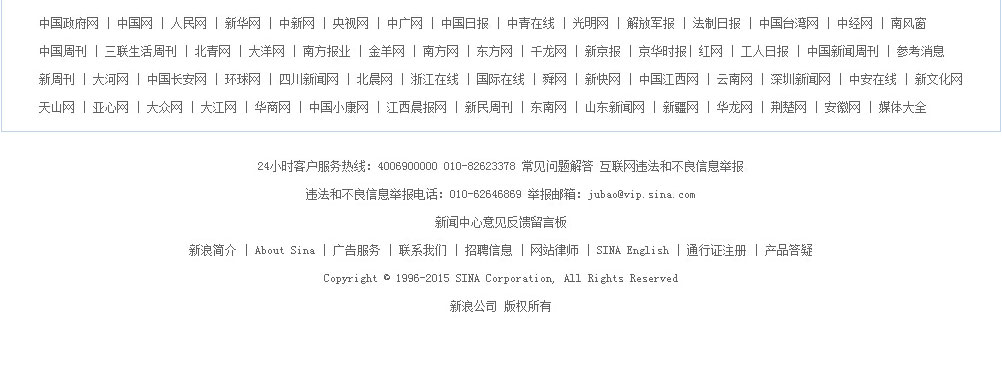 中国政府网 | 中国网 | 人民网 | 新华网 | 中新网 | 央视网 | 中广网 | 中国日报 | 中青在线 | 光明网 | 解放军报 | 法制日报 | 中国台湾网 | 中经网 | 南风窗
中国周刊 | 三联生活周刊 | 北青网 | 大洋网 | 南方报业 | 金羊网 | 南方网 | 东方网 | 千龙网 | 新京报 | 京华时报| 红网 | 工人日报 | 中国新闻周刊 | 参考消息
新周刊 | 大河网 | 中国长安网 | 环球网 | 四川新闻网 | 北晨网 | 浙江在线 | 国际在线 | 舜网 | 新快网 | 中国江西网 | 云南网 | 深圳新闻网 | 中安在线 | 新文化网
天山网 | 亚心网 | 大众网 | 大江网 | 华商网 | 中国小康网 | 江西晨报网 | 新民周刊 | 东南网 | 山东新闻网 | 新疆网 | 华龙网 | 荆楚网 | 安徽网 | 媒体大全
24小时客户服务热线：4006900000 010-82623378 常见问题解答 互联网违法和不良信息举报
违法和不良信息举报电话：010-62646869 举报邮箱：jubao@vip.sina.com
新闻中心意见反馈留言板
新浪简介 | About Sina | 广告服务 | 联系我们 | 招聘信息 | 网站律师 | SINA English | 通行证注册 | 产品答疑
Copyright © 1996-2015 SINA Corporation, All Rights Reserved
新浪公司 版权所有